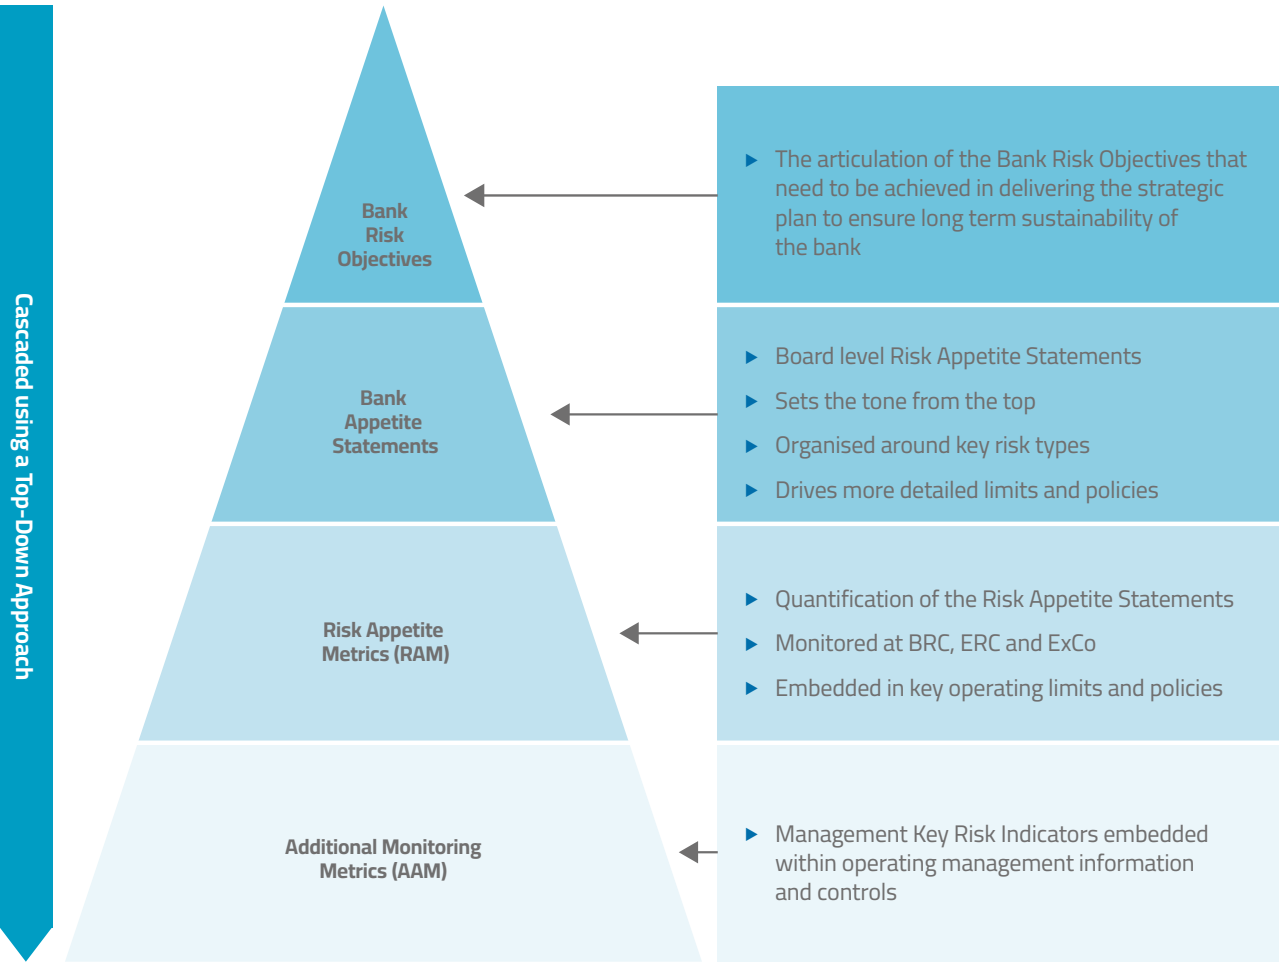 Cascaded using a Top-Down Approach
Bank
Risk
Objectives
The articulation of the Bank Risk Objectives that
need to be achieved in delivering the strategic
plan to ensure long term sustainability of
the bank
Bank
Appetite
Statements
Board level Risk Appetite Statements
Sets the tone from the top
Organised around key risk types
Drives more detailed limits and policies
Risk Appetite
Metrics (RAM)
Quantification of the Risk Appetite Statements
Monitored at BRC, ERC and ExCo
Embedded in key operating limits and policies
Additional Monitoring
Metrics (AAM)
Management Key Risk Indicators embedded
within operating management information
and controls